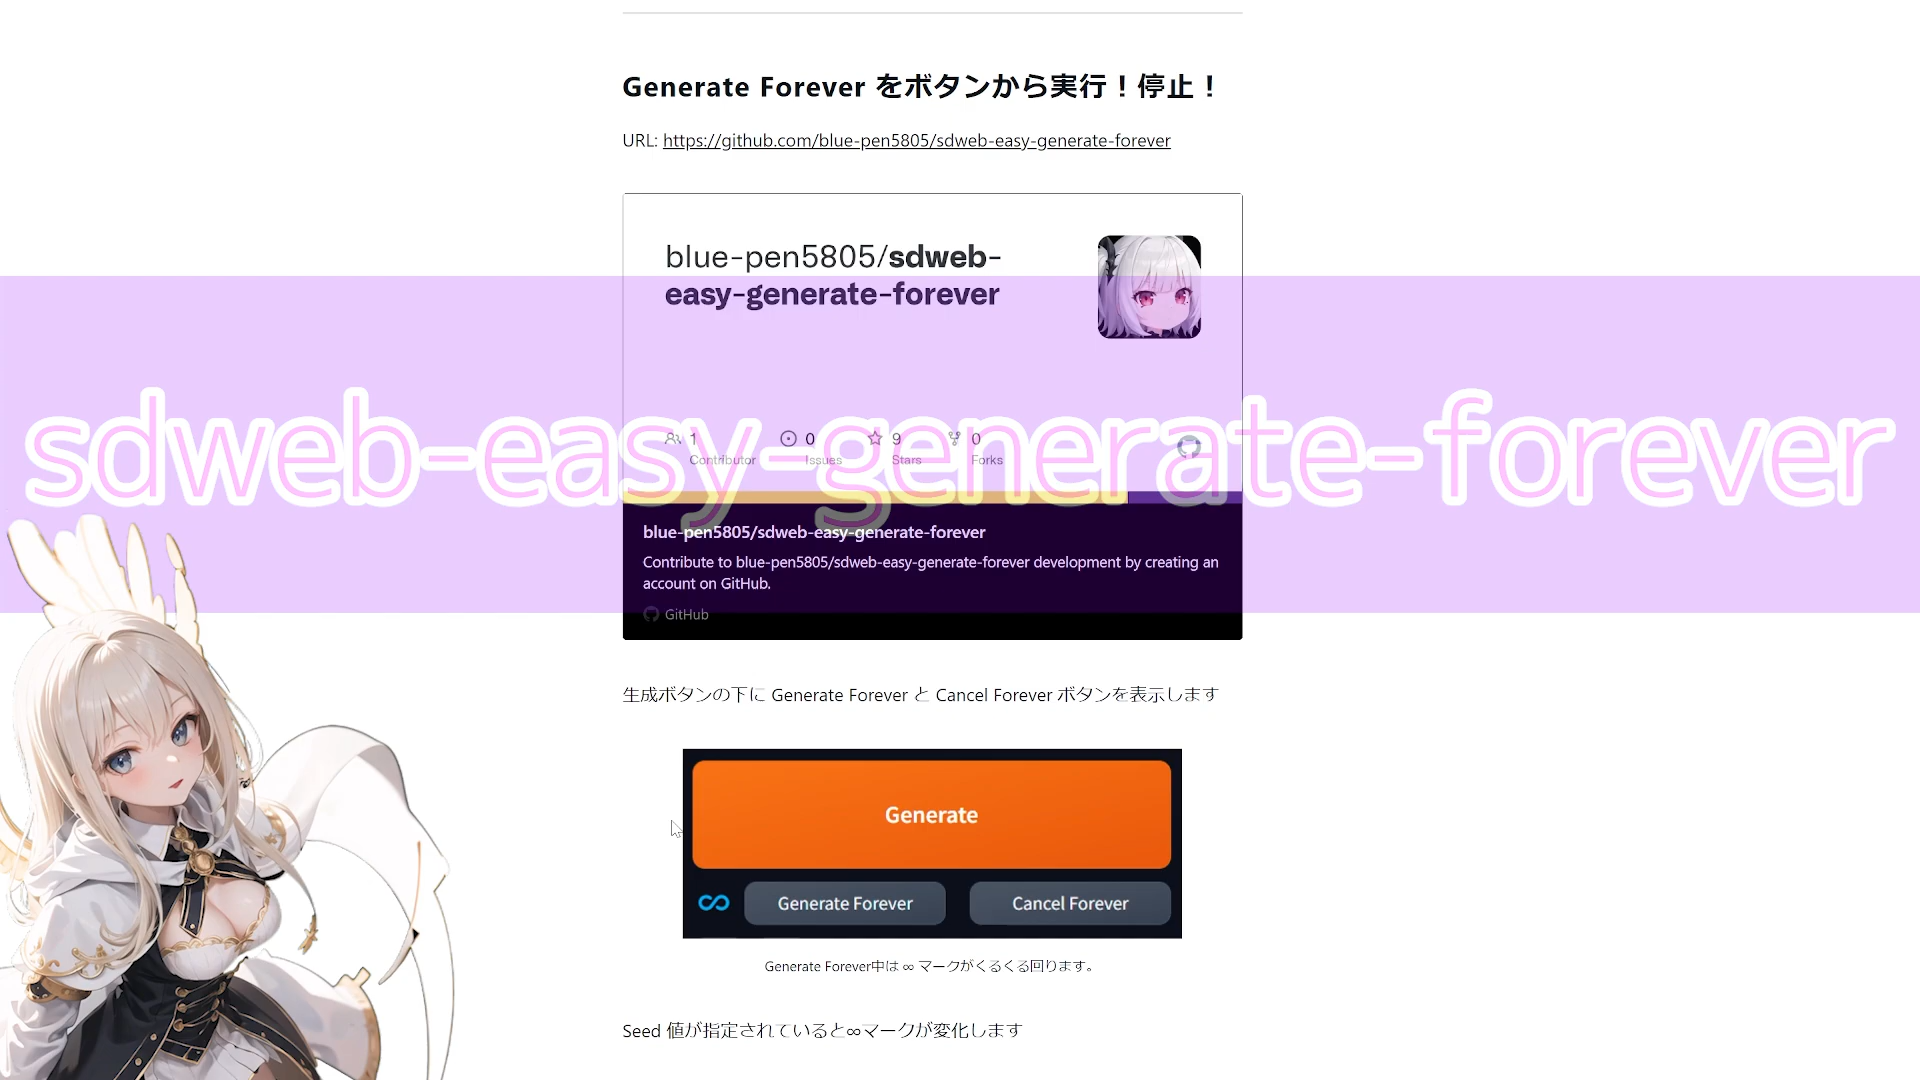 Generate Forever をボタンから実行！停止！
URL: https://github.com/blue-pen5805/sdweb-easy-generate-forever
blue-pen5805/sdweb-
easy-generate-forever
sdweb-easy-generate-forever
1
Contributor
0
Issues
9
Stars
0
Forks
blue-pen5805/sdweb-easy-generate-forever
Contribute to blue-pen5805/sdweb-easy-generate-forever development by creating an
account on GitHub.
GitHub
生成ボタンの下に Generate Forever と Cancel Forever ボタンを表示します
Generate
Generate Forever
Cancel Forever
Generate Forever中は ∞ マークがくるくる回ります。
Seed 値が指定されていると∞マークが変化します